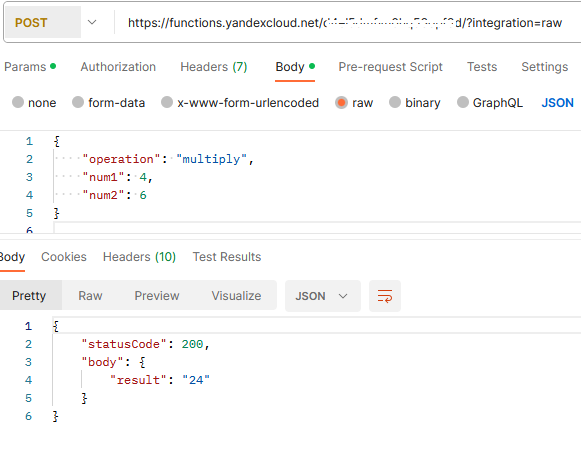 POST https://functions.yandexcloud.net/ d/?integration=raw
Params Authorization Headers (7) Body Pre-request Script Tests Settings
none form-data x-www-form-urlencoded raw binary GraphQL JSON
1 {
2 "operation": "multiply",
3 "num1": 4,
4 "num2": 6
5 }
6
Body Cookies Headers (10) Test Results
Pretty Raw Preview Visualize JSON
1 {
2 "statusCode": 200,
3 "body": {
4 "result": "24"
5 }
6 }